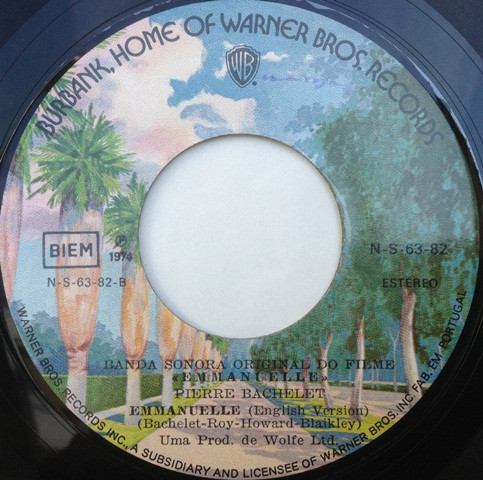 BURBANK, HOME OF WARNER BROS. RECORDS
WB
BIEM
℗
1974
N-S-63-82-B
N-S-63-82
ESTÉREO
BANDA SONORA ORIGINAL DO FILME
«EMMANUELLE»
PIERRE BACHELET
EMMANUELLE (English Version)
(Bachelet-Roy-Howard-Blaikley)
Uma Prod. de Wolfe Ltd.
WARNER BROS. RECORDS INC., A SUBSIDIARY AND LICENSEE OF WARNER BROS. INC FAB. EM PORTUGAL